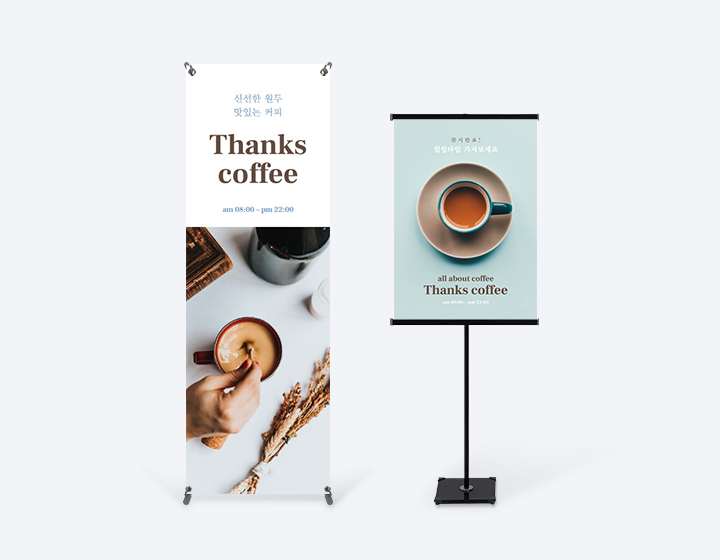 신선한 원두
맛있는 커피
Thanks
coffee
am 08:00 - pm 22:00
잠시만요!
힐링타임 가져보세요
all about coffee
Thanks coffee
am 08:00 - pm 22:00